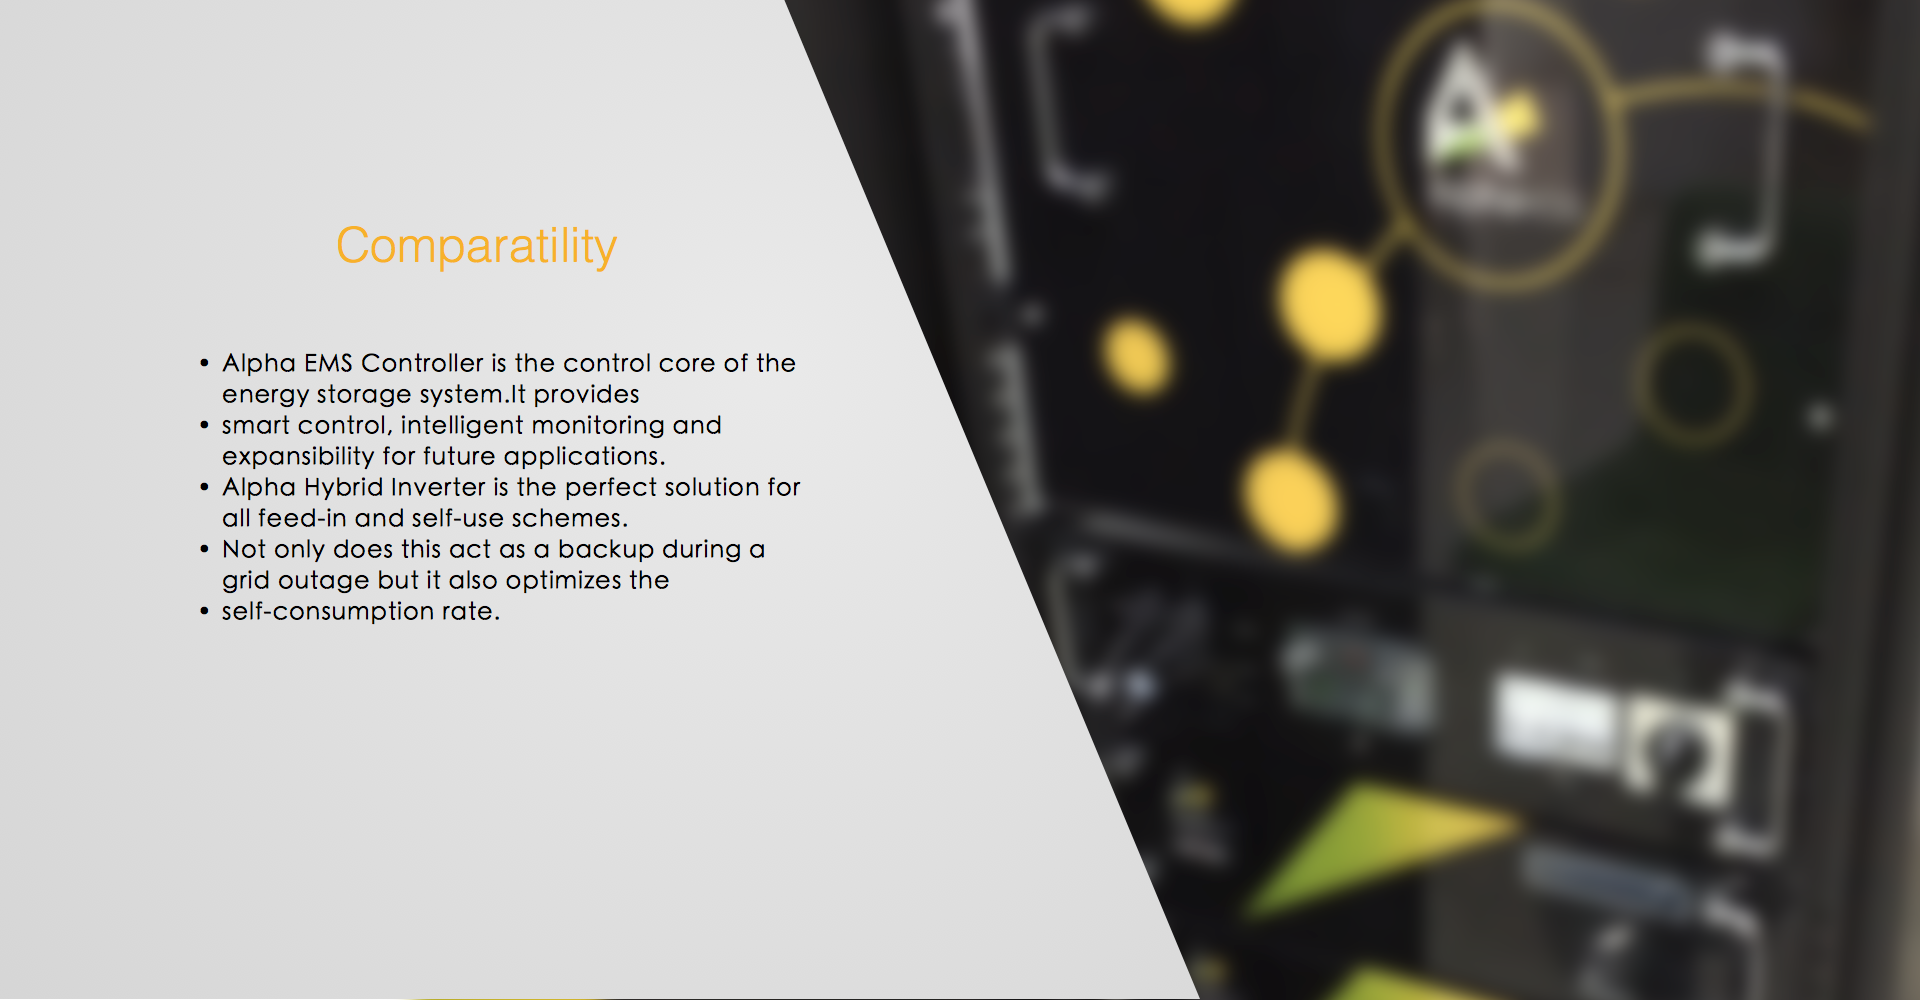 Comparatility
• Alpha EMS Controller is the control core of the
energy storage system.It provides
• smart control, intelligent monitoring and
expansibility for future applications.
• Alpha Hybrid Inverter is the perfect solution for
all feed-in and self-use schemes.
• Not only does this act as a backup during a
grid outage but it also optimizes the
• self-consumption rate.